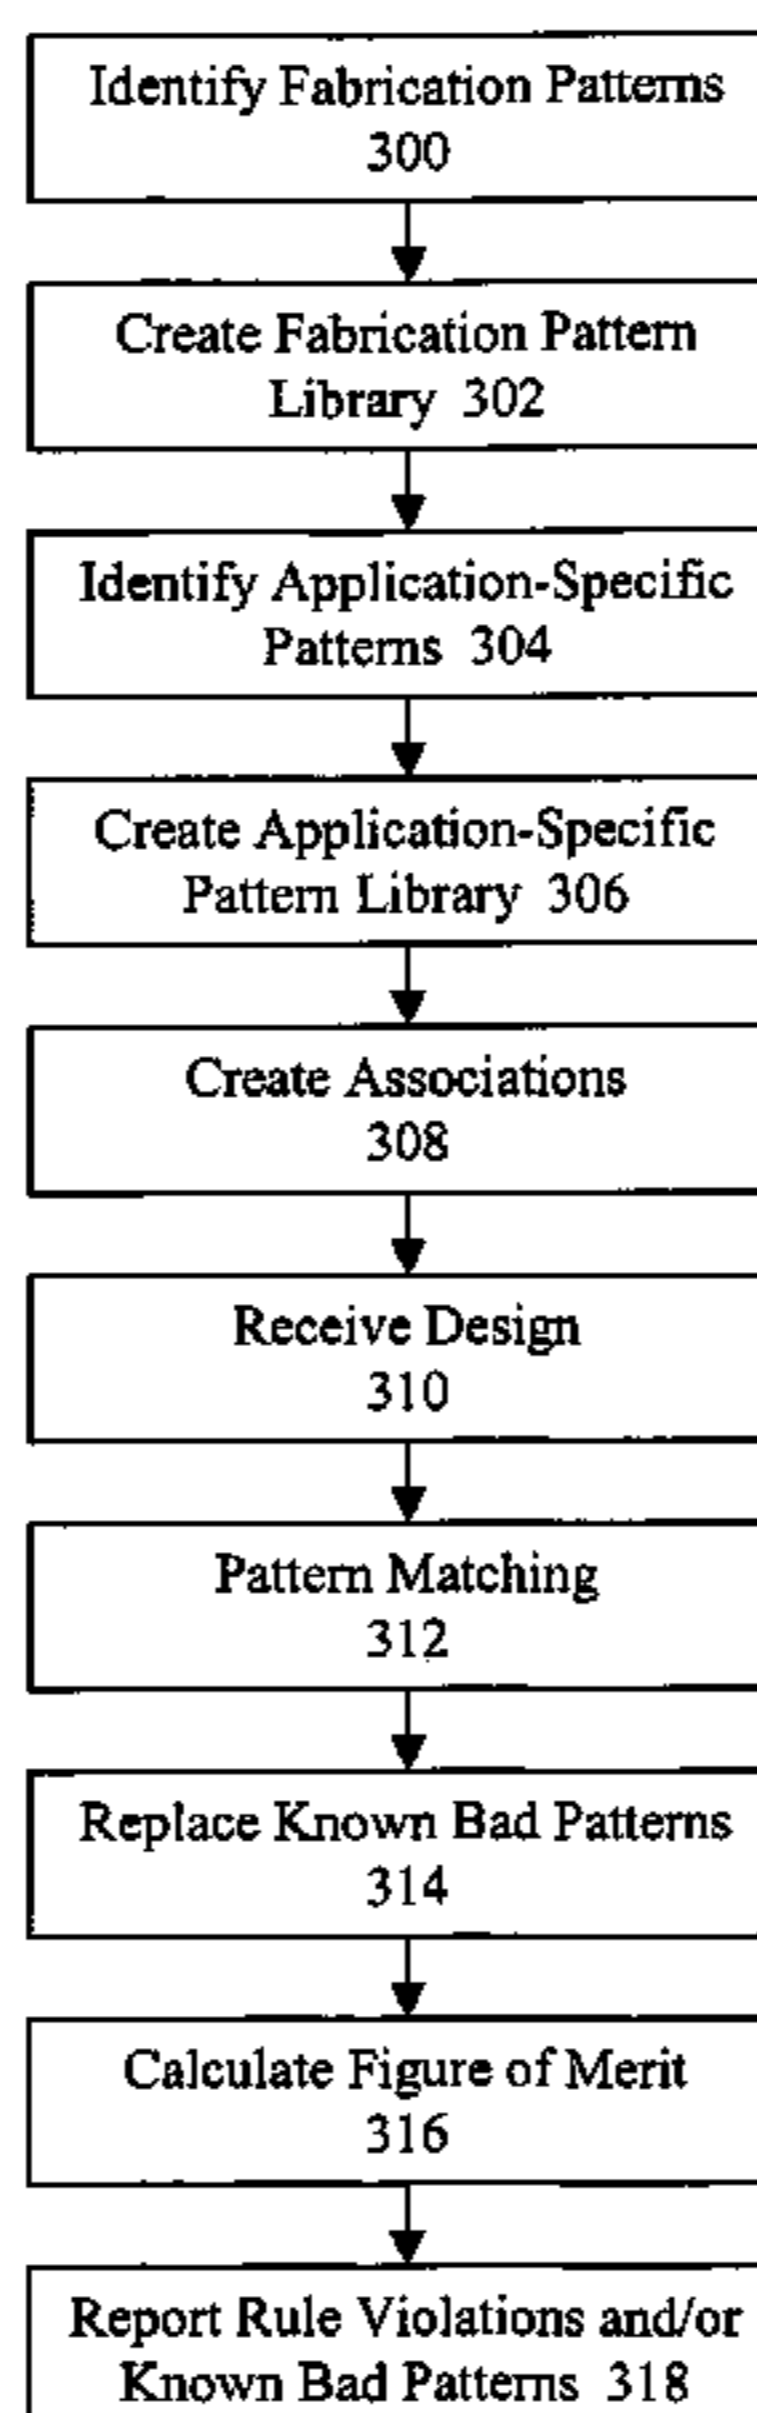 Identify Fabrication Patterns
300
Create Fabrication Pattern
Library 302
Identify Application-Specific
Patterns 304
Create Application-Specific
Pattern Library 306
Create Associations
308
Receive Design
310
Pattern Matching
312
Replace Known Bad Patterns
314
Calculate Figure of Merit
316
Report Rule Violations and/or
Known Bad Patterns 318